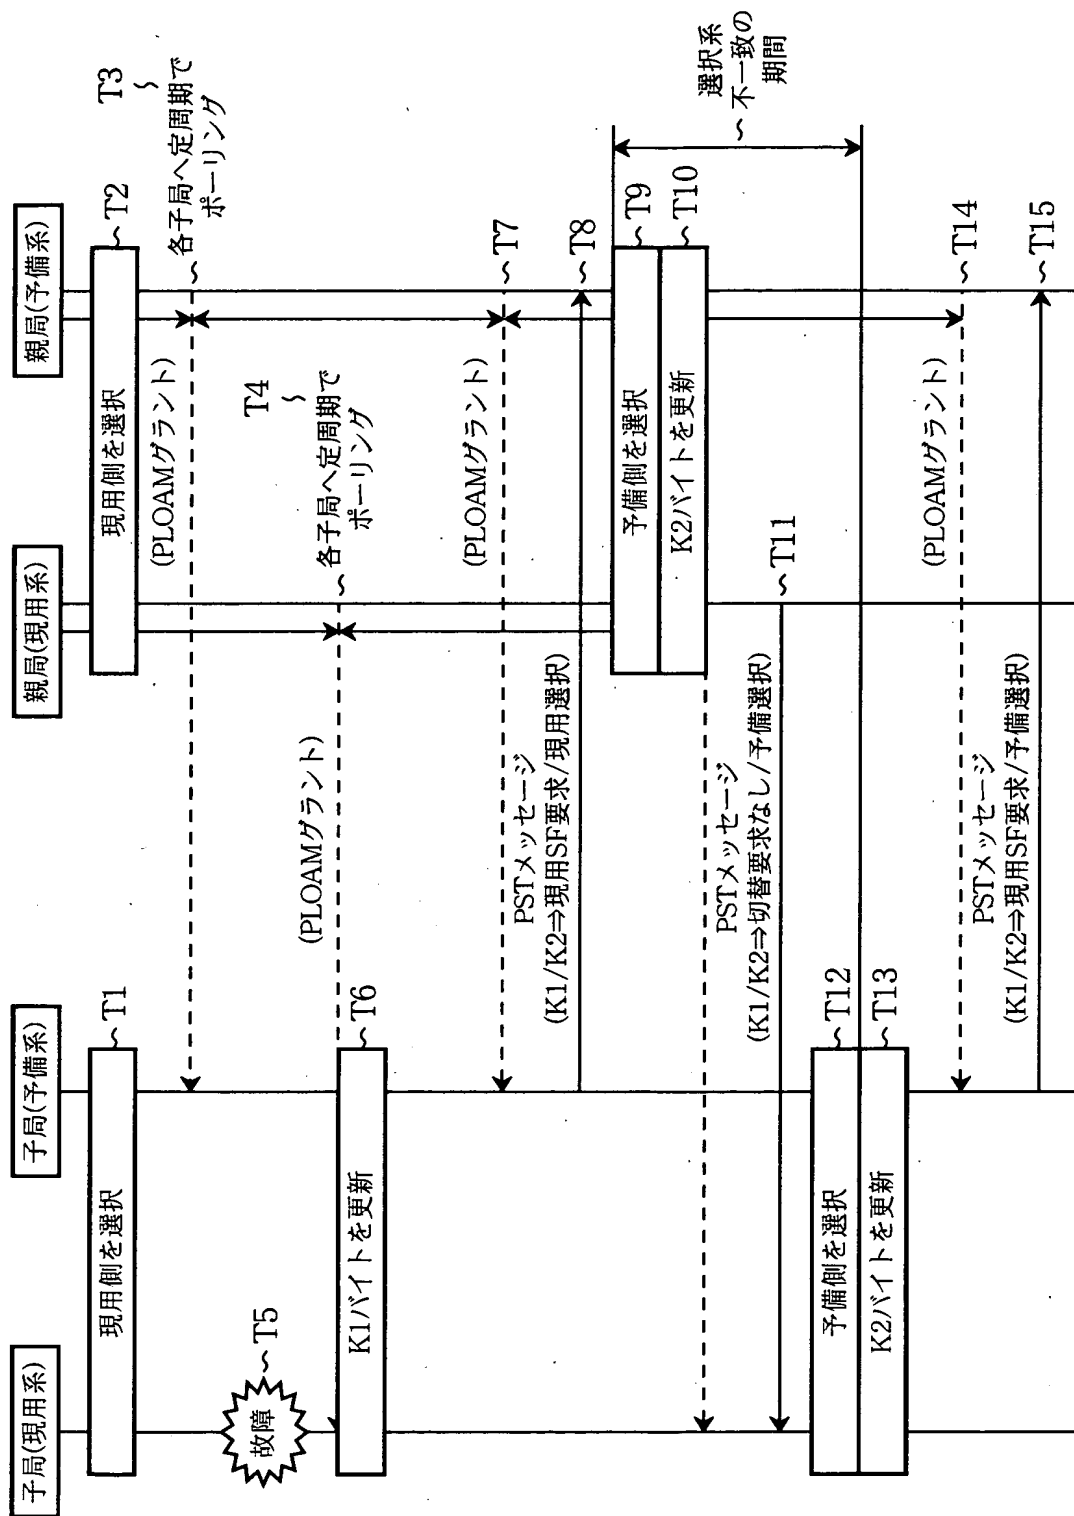 子局(現用系)
子局(予備系)
親局(現用系)
親局(予備系)
現用側を選択
T1
現用側を選択
T2
T3
各子局へ定周期で
ポーリング
(PLOAMグラント)
故障
T5
T4
各子局へ定周期で
ポーリング
(PLOAMグラント)
K1バイトを更新
T6
(PLOAMグラント)
T7
PSTメッセージ
(K1/K2⇒現用SF要求/現用選択)
T8
予備側を選択
T9
K2バイトを更新
T10
選択系
不一致の
期間
PSTメッセージ
(K1/K2⇒切替要求なし/予備選択)
T11
予備側を選択
T12
K2バイトを更新
T13
(PLOAMグラント)
T14
PSTメッセージ
(K1/K2⇒現用SF要求/予備選択)
T15